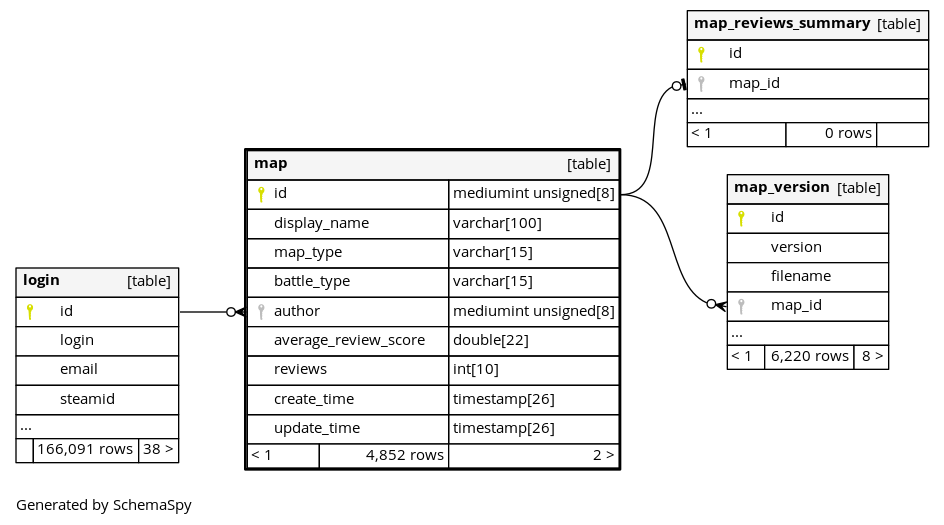 map_reviews_summary [table]
id
map_id
...
< 1 0 rows
map [table]
id mediumint unsigned[8]
display_name varchar[100]
map_type varchar[15]
battle_type varchar[15]
author mediumint unsigned[8]
average_review_score double[22]
reviews int[10]
create_time timestamp[26]
update_time timestamp[26]
< 1 4,852 rows 2 >
map_version [table]
id
version
filename
map_id
...
< 1 6,220 rows 8 >
login [table]
id
login
email
steamid
...
166,091 rows 38 >
Generated by SchemaSpy